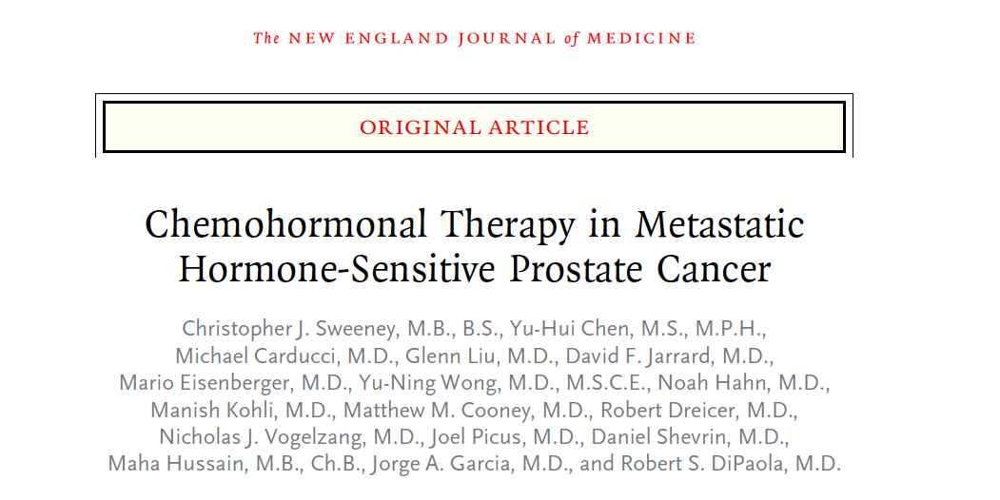 The NEW ENGLAND JOURNAL of MEDICINE
ORIGINAL ARTICLE
Chemohormonal Therapy in Metastatic
Hormone-Sensitive Prostate Cancer
Christopher J. Sweeney, M.B., B.S., Yu-Hui Chen, M.S., M.P.H.,
Michael Carducci, M.D., Glenn Liu, M.D., David F. Jarrard, M.D.,
Mario Eisenberger, M.D., Yu-Ning Wong, M.D., M.S.C.E., Noah Hahn, M.D.,
Manish Kohli, M.D., Matthew M. Cooney, M.D., Robert Dreicer, M.D.,
Nicholas J. Vogelzang, M.D., Joel Picus, M.D., Daniel Shevrin, M.D.,
Maha Hussain, M.B., Ch.B., Jorge A. Garcia, M.D., and Robert S. DiPaola, M.D.